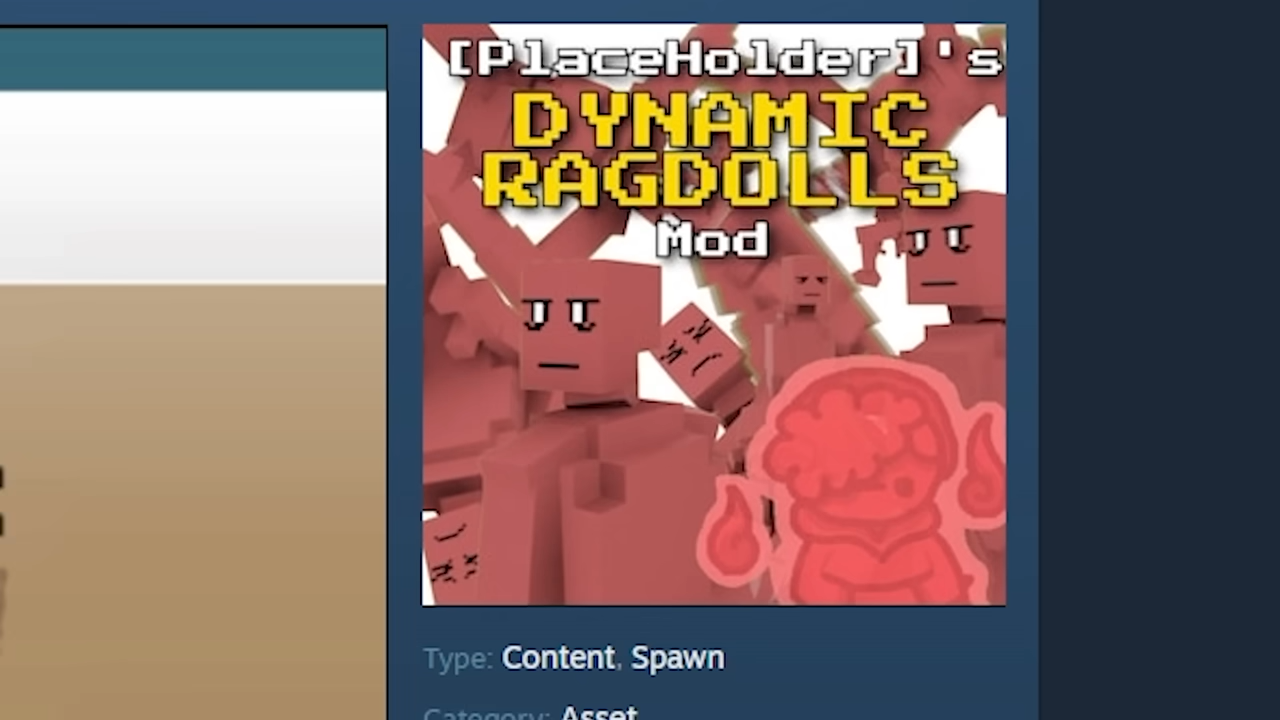 [PlaceHolder]'s
DYNAMIC
RAGDOLLS
Mod
Type: Content, Spawn
Category: Asset